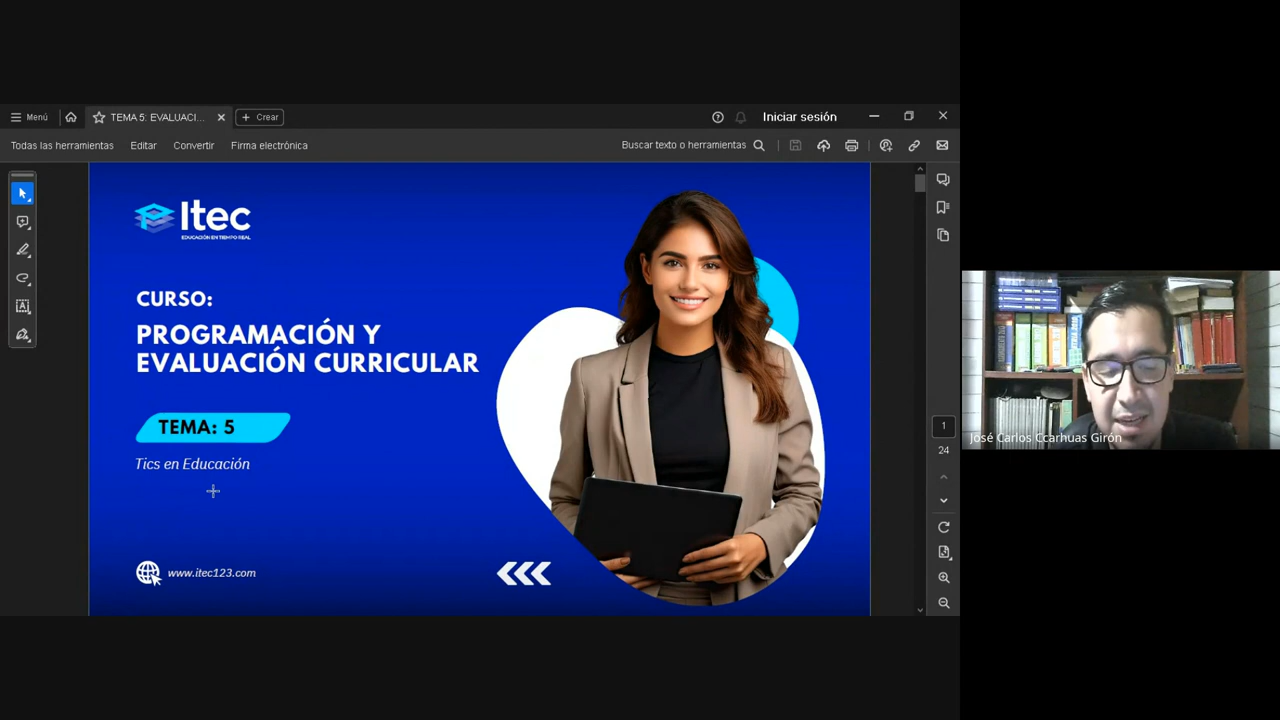 Menú
TEMA 5: EVALUACI...
Crear
Iniciar sesión
Todas las herramientas
Editar
Convertir
Firma electrónica
Buscar texto o herramientas
Itec
EDUCACIÓN EN TIEMPO REAL
CURSO:
PROGRAMACIÓN Y
EVALUACIÓN CURRICULAR
TEMA: 5
Tics en Educación
www.itec123.com
1
24
José Carlos Ccarhuas Girón